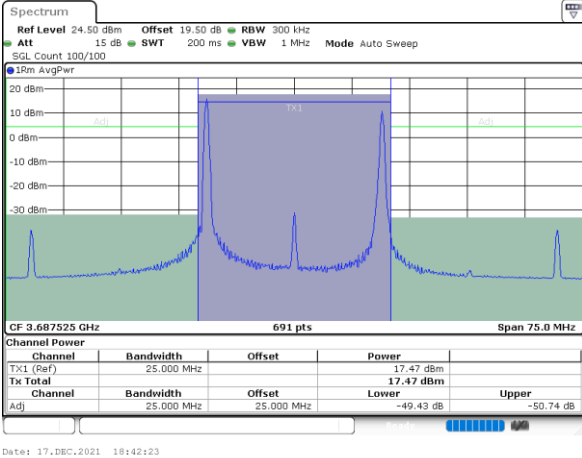 Spectrum
Ref Level 24.50 dBm Offset 19.50 dB RBW 300 kHz
Att 15 dB SWT 200 ms VBW 1 MHz Mode Auto Sweep
SGL Count 100/100
1Rm AvgPwr
20 dBm
TX1
10 dBm
Adj Adj
0 dBm
-10 dBm
-20 dBm
-30 dBm
CF 3.687525 GHz 691 pts Span 75.0 MHz
Channel Power
Channel Bandwidth Offset Power
TX1 (Ref) 25.000 MHz 17.47 dBm
Tx Total 17.47 dBm
Channel Bandwidth Offset Lower Upper
Adj 25.000 MHz 25.000 MHz -49.43 dB -50.74 dB
Ready
Date: 17.DEC.2021 18:42:23